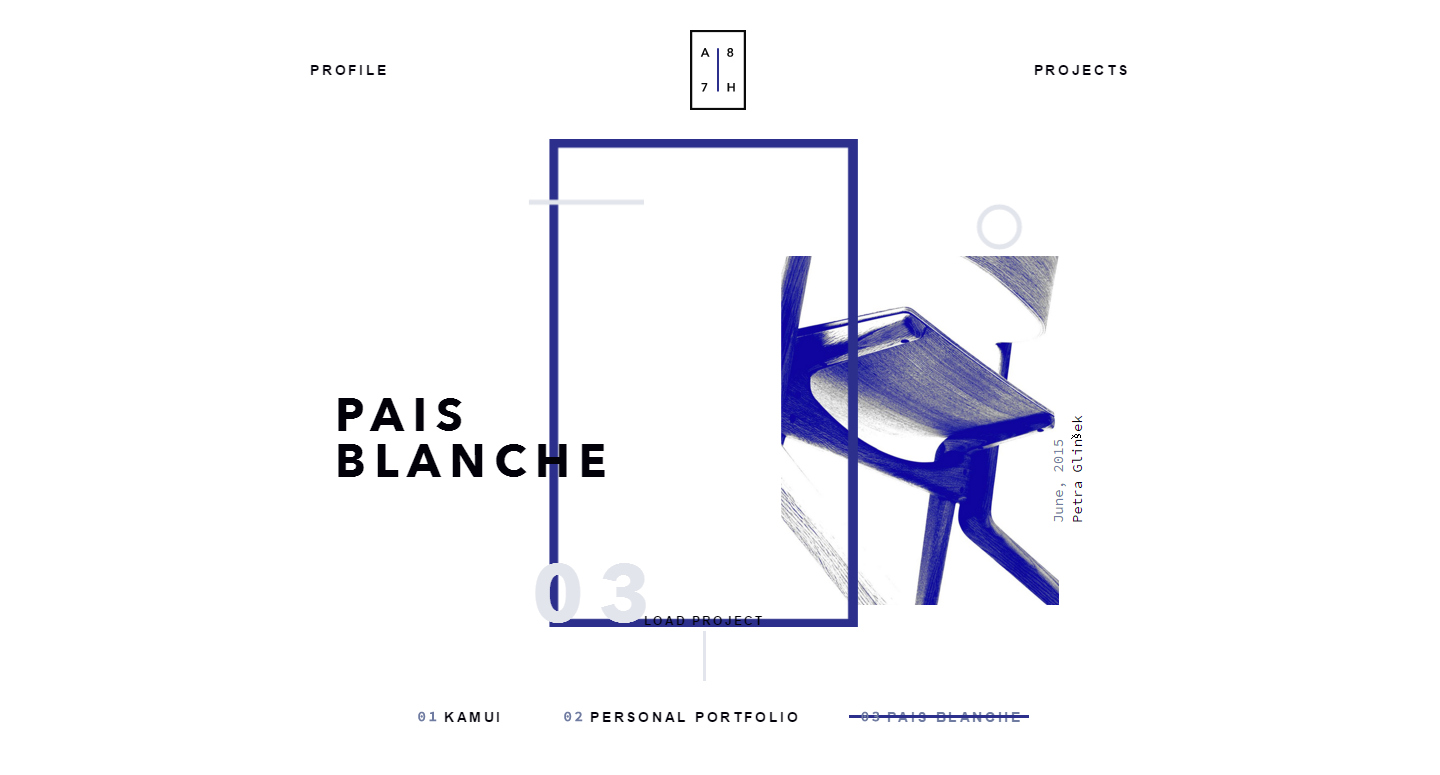 PROFILE
A 8
7 H
PROJECTS
PAIS
BLANCHE
June, 2015
Petra Glinšek
03
LOAD PROJECT
01 KAMUI
02 PERSONAL PORTFOLIO
03 PAIS BLANCHE